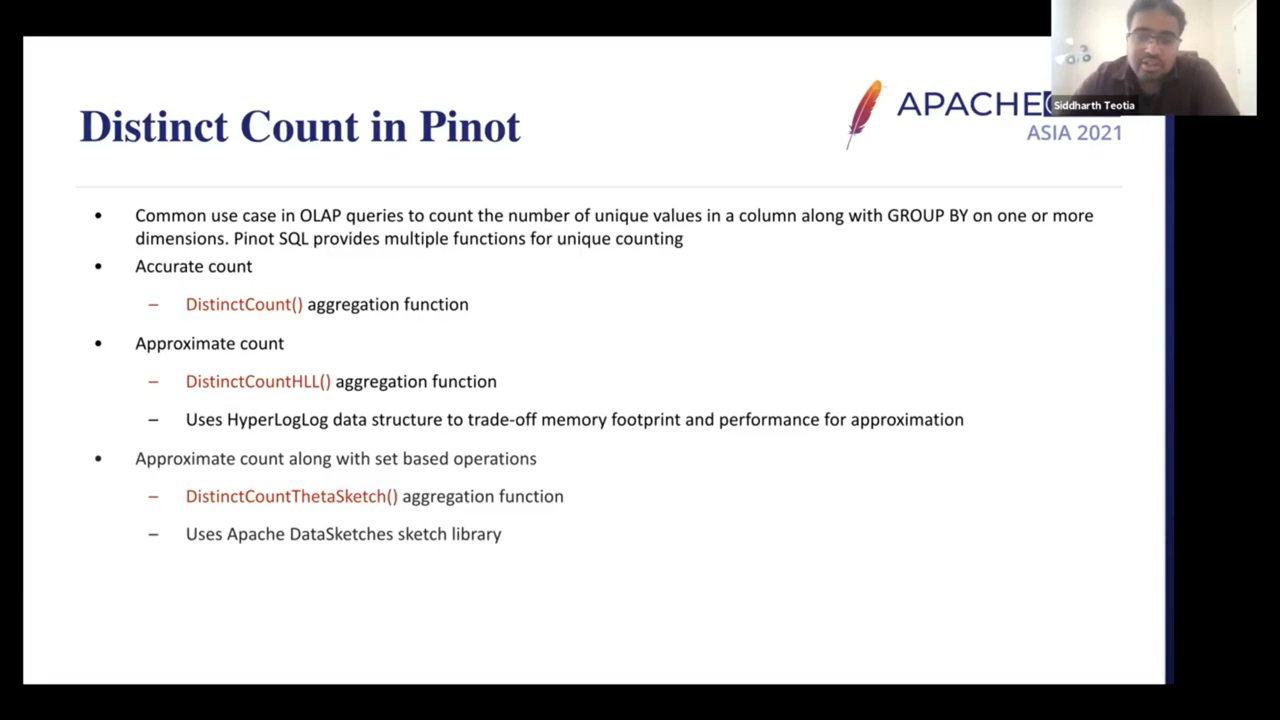 Siddharth Teotia
APACHE
ASIA 2021
Distinct Count in Pinot
• Common use case in OLAP queries to count the number of unique values in a column along with GROUP BY on one or more
dimensions. Pinot SQL provides multiple functions for unique counting
• Accurate count
– DistinctCount() aggregation function
• Approximate count
– DistinctCountHLL() aggregation function
– Uses HyperLogLog data structure to trade-off memory footprint and performance for approximation
• Approximate count along with set based operations
– DistinctCountThetaSketch() aggregation function
– Uses Apache DataSketches sketch library